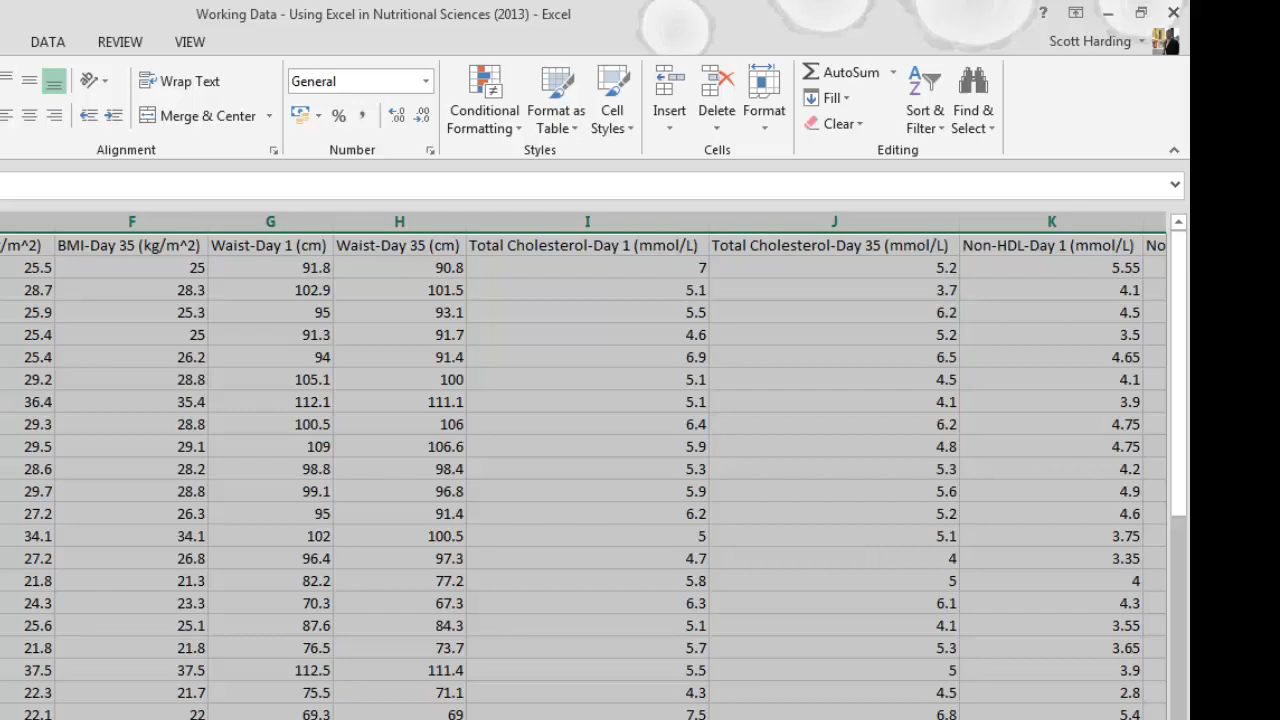 Working Data - Using Excel in Nutritional Sciences (2013) - Excel ?
DATA REVIEW VIEW Scott Harding
Wrap Text General AutoSum
Conditional Formatting Format as Table Cell Styles Insert Delete Format Fill Sort & Filter Find & Select
Merge & Center % , .00 Clear
Alignment Number Styles Cells Editing
F G H I J K
/m^2) BMI-Day 35 (kg/m^2) Waist-Day 1 (cm) Waist-Day 35 (cm) Total Cholesterol-Day 1 (mmol/L) Total Cholesterol-Day 35 (mmol/L) Non-HDL-Day 1 (mmol/L) No
25.5 25 91.8 90.8 7 5.2 5.55
28.7 28.3 102.9 101.5 5.1 3.7 4.1
25.9 25.3 95 93.1 5.5 6.2 4.5
25.4 25 91.3 91.7 4.6 5.2 3.5
25.4 26.2 94 91.4 6.9 6.5 4.65
29.2 28.8 105.1 100 5.1 4.5 4.1
36.4 35.4 112.1 111.1 5.1 4.1 3.9
29.3 28.8 100.5 106 6.4 6.2 4.75
29.5 29.1 109 106.6 5.9 4.8 4.75
28.6 28.2 98.8 98.4 5.3 5.3 4.2
29.7 28.8 99.1 96.8 5.9 5.6 4.9
27.2 26.3 95 91.4 6.2 5.2 4.6
34.1 34.1 102 100.5 5 5.1 3.75
27.2 26.8 96.4 97.3 4.7 4 3.35
21.8 21.3 82.2 77.2 5.8 5 4
24.3 23.3 70.3 67.3 6.3 6.1 4.3
25.6 25.1 87.6 84.3 5.1 4.1 3.55
21.8 21.8 76.5 73.7 5.7 5.3 3.65
37.5 37.5 112.5 111.4 5.5 5 3.9
22.3 21.7 75.5 71.1 4.3 4.5 2.8
22.1 22 69.3 69 7.5 6.8 5.4